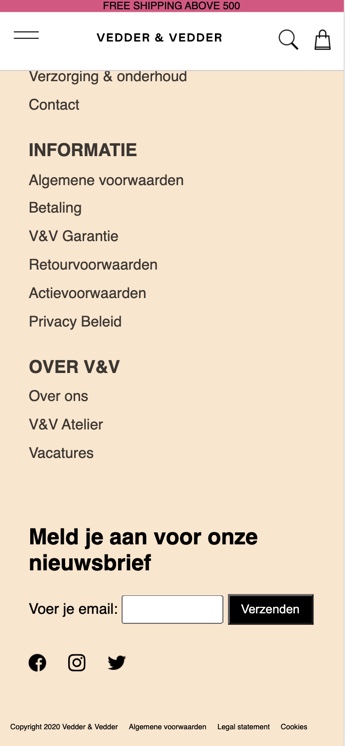 FREE SHIPPING ABOVE 500
VEDDER & VEDDER
Verzorging & onderhoud
Contact
INFORMATIE
Algemene voorwaarden
Betaling
V&V Garantie
Retourvoorwaarden
Actievoorwaarden
Privacy Beleid
OVER V&V
Over ons
V&V Atelier
Vacatures
Meld je aan voor onze
nieuwsbrief
Voer je email: Verzenden
Copyright 2020 Vedder & Vedder Algemene voorwaarden Legal statement Cookies